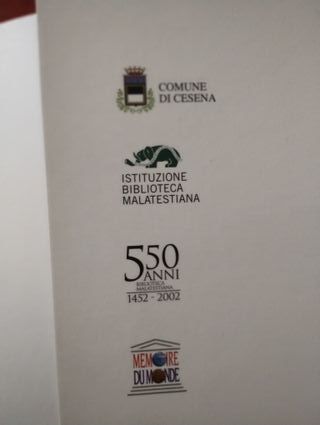 COMUNE
DI CESENA
ISTITUZIONE
BIBLIOTECA
MALATESTIANA
550
ANNI
BIBLIOTECA
MALATESTIANA
1452 - 2002
MEMOIRE
DU MONDE